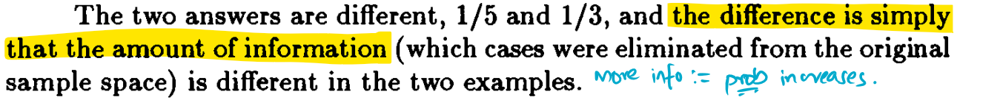 The two answers are different, 1/5 and 1/3, and the difference is simply
that the amount of information (which cases were eliminated from the original
sample space) is different in the two examples. More info := prob increases.